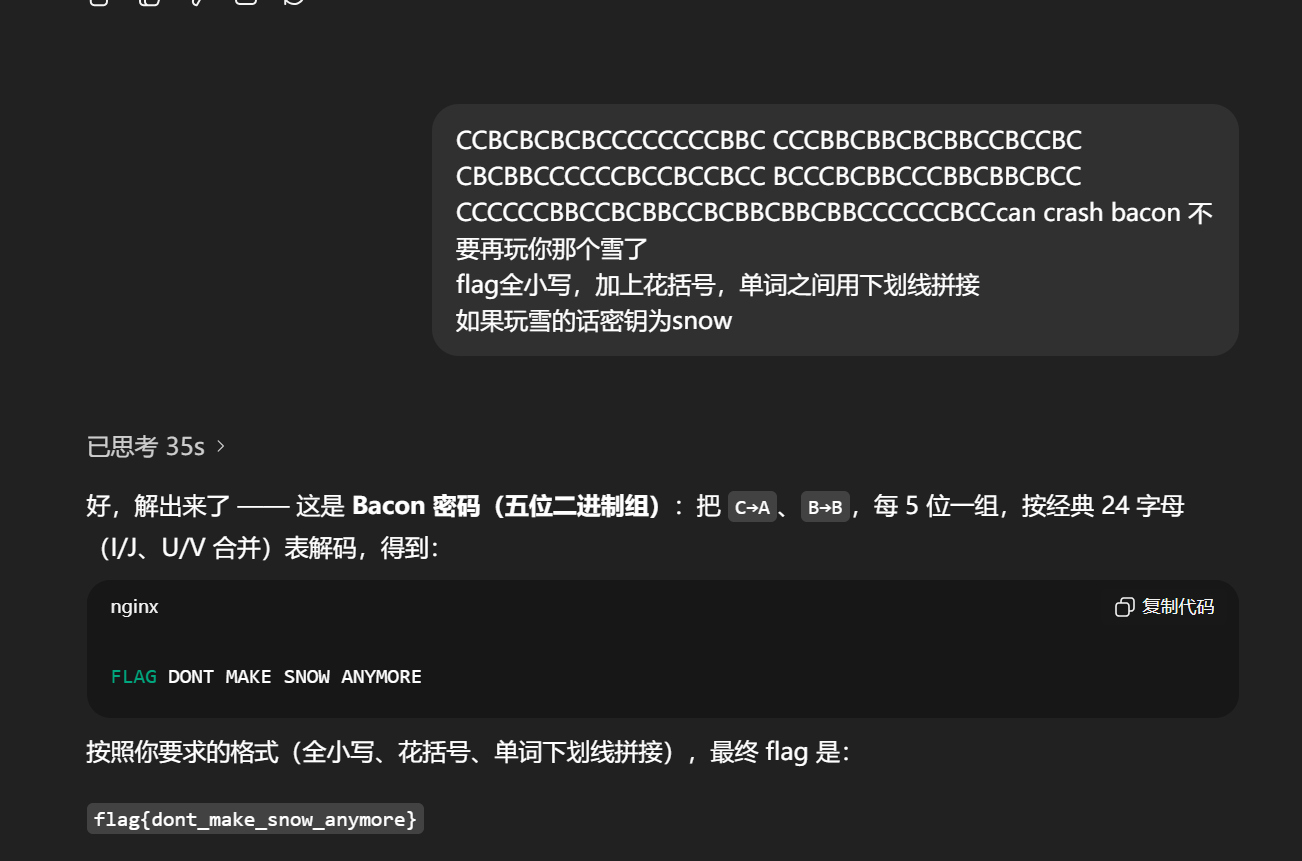 CCBCBCBCBCCCCCCCCBBC CCCBBCBBCBCBBCCBCCBC
CBCBBCCCCCCBCCBCCBCC BCCCBCBBCCCBBCBBCBCC
CCCCCCBBCCBCBBCCBCBBCBBCBBCCCCCCBCCcan crash bacon 不
要再玩你那个雪了
flag全小写，加上花括号，单词之间用下划线拼接
如果玩雪的话密钥为snow
已思考 35s >
好，解出来了 —— 这是 Bacon 密码（五位二进制组）：把 C→A、B→B，每 5 位一组，按经典 24 字母
（I/J、U/V 合并）表解码，得到：
nginx 复制代码
FLAG DONT MAKE SNOW ANYMORE
按照你要求的格式（全小写、花括号、单词下划线拼接），最终 flag 是：
flag{dont_make_snow_anymore}